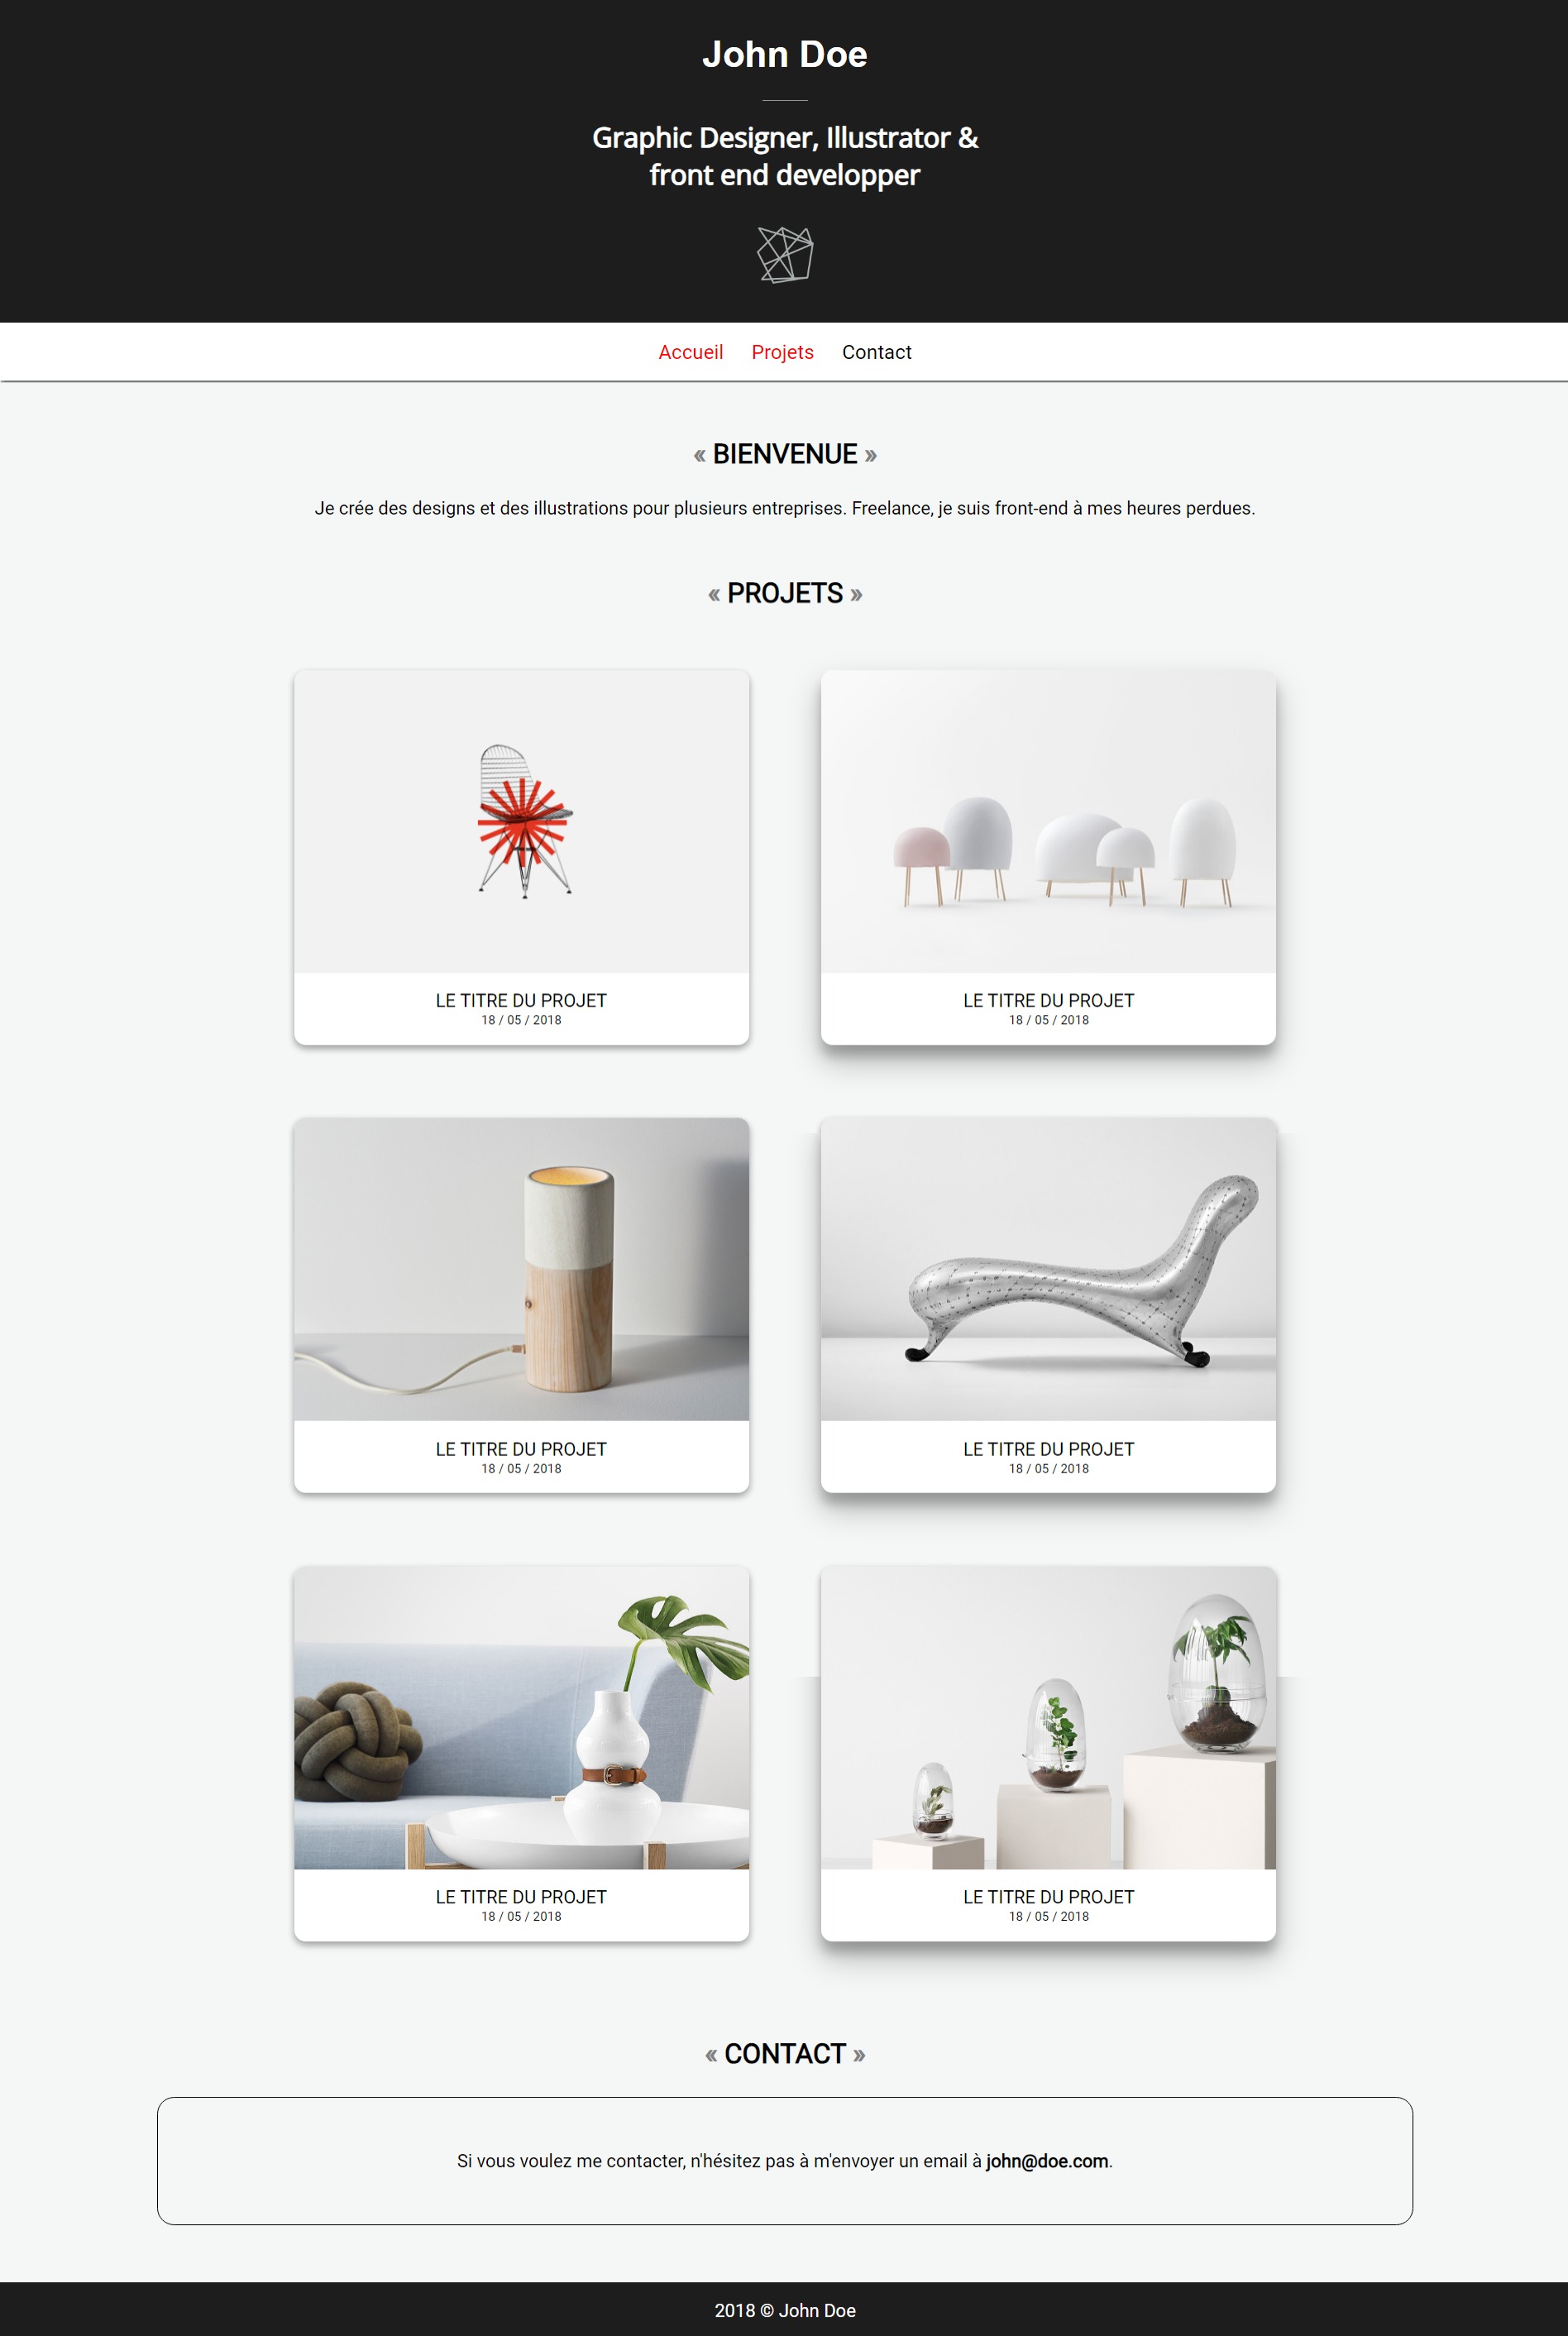 John Doe
Graphic Designer, Illustrator &
front end developper
Accueil Projets Contact
« BIENVENUE »
Je crée des designs et des illustrations pour plusieurs entreprises. Freelance, je suis front-end à mes heures perdues.
« PROJETS »
LE TITRE DU PROJET
18 / 05 / 2018
LE TITRE DU PROJET
18 / 05 / 2018
LE TITRE DU PROJET
18 / 05 / 2018
LE TITRE DU PROJET
18 / 05 / 2018
LE TITRE DU PROJET
18 / 05 / 2018
LE TITRE DU PROJET
18 / 05 / 2018
« CONTACT »
Si vous voulez me contacter, n'hésitez pas à m'envoyer un email à john@doe.com.
2018 © John Doe